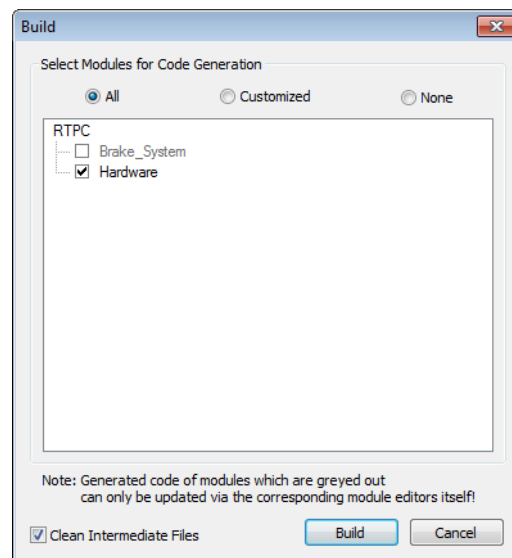 Build
Select Modules for Code Generation
All Customized None
RTPC
Brake_System
Hardware
Note: Generated code of modules which are greyed out
can only be updated via the corresponding module editors itself!
Clean Intermediate Files Build Cancel